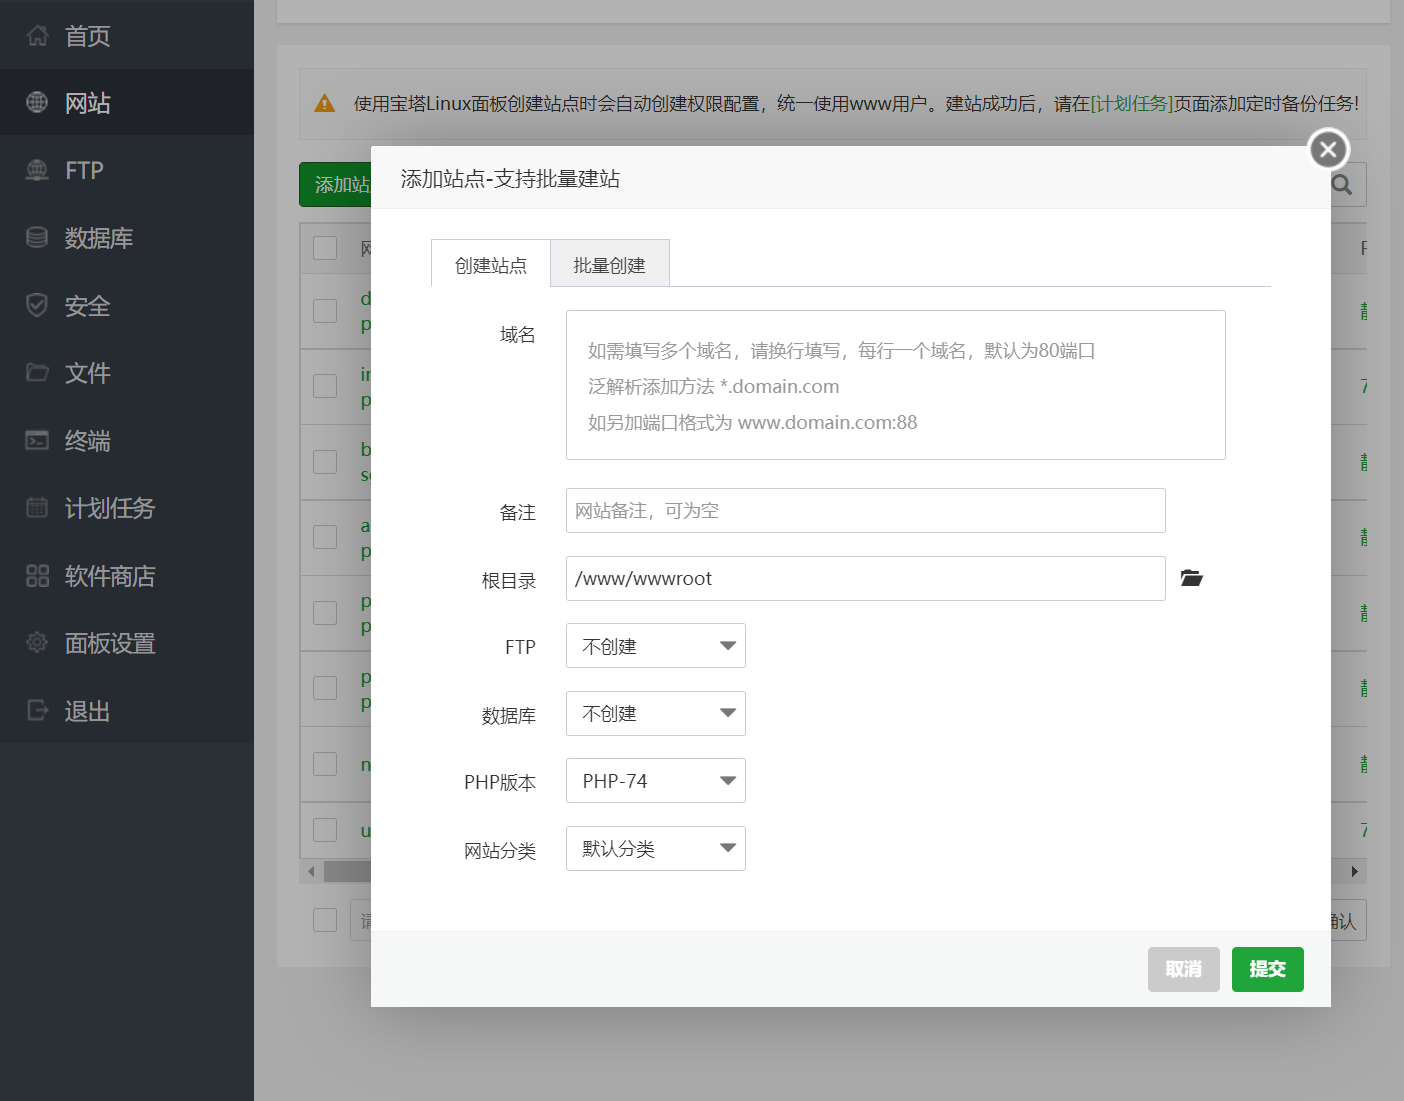 首页
网站
FTP
数据库
安全
文件
终端
计划任务
软件商店
面板设置
退出
使用宝塔Linux面板创建站点时会自动创建权限配置，统一使用www用户。建站成功后，请在[计划任务]页面添加定时备份任务!
添加站
添加站点-支持批量建站
创建站点
批量创建
域名
如需填写多个域名，请换行填写，每行一个域名，默认为80端口
泛解析添加方法 *.domain.com
如另加端口格式为 www.domain.com:88
备注
网站备注，可为空
根目录
/www/wwwroot
FTP
不创建
数据库
不创建
PHP版本
PHP-74
网站分类
默认分类
取消
提交